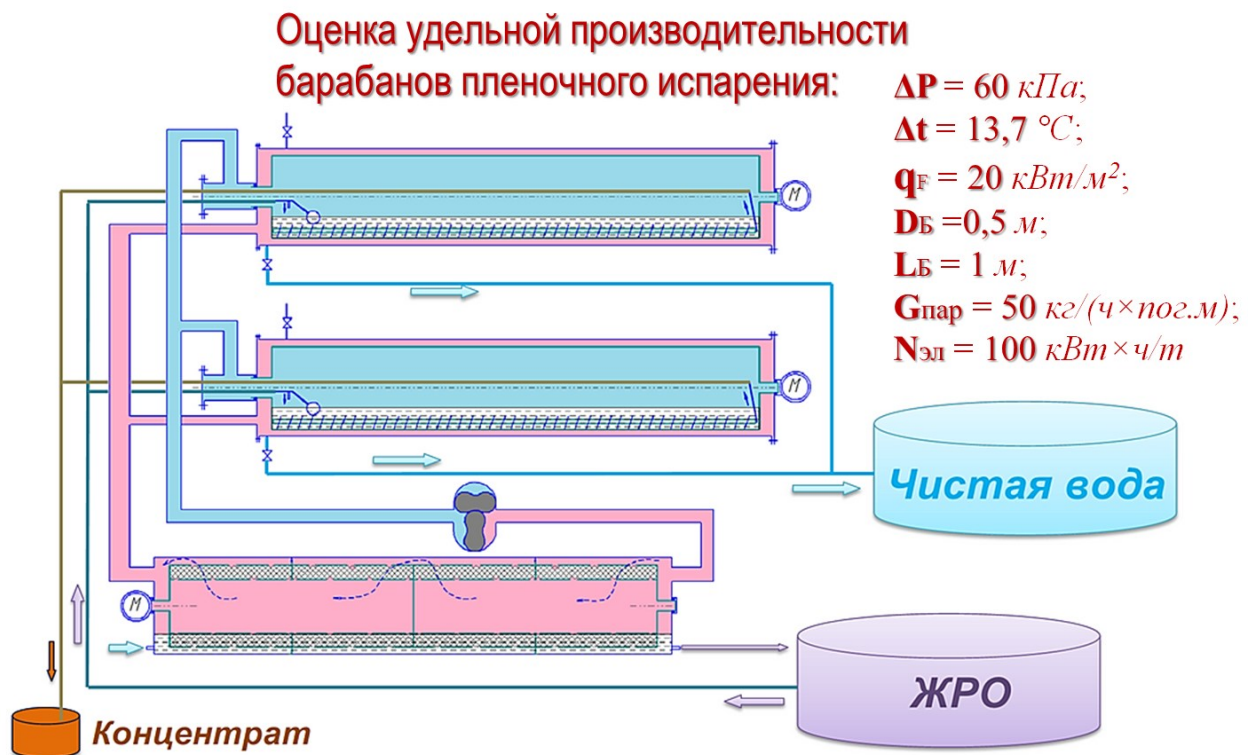 Оценка удельной производительности
барабанов пленочного испарения:
ΔP = 60 кПа;
Δt = 13,7 °C;
qF = 20 кВт/м²;
DБ =0,5 м;
LБ = 1 м;
Gпар = 50 кг/(ч×пог.м);
Nэл = 100 кВт×ч/т
М
М
Чистая вода
М
ЖРО
Концентрат